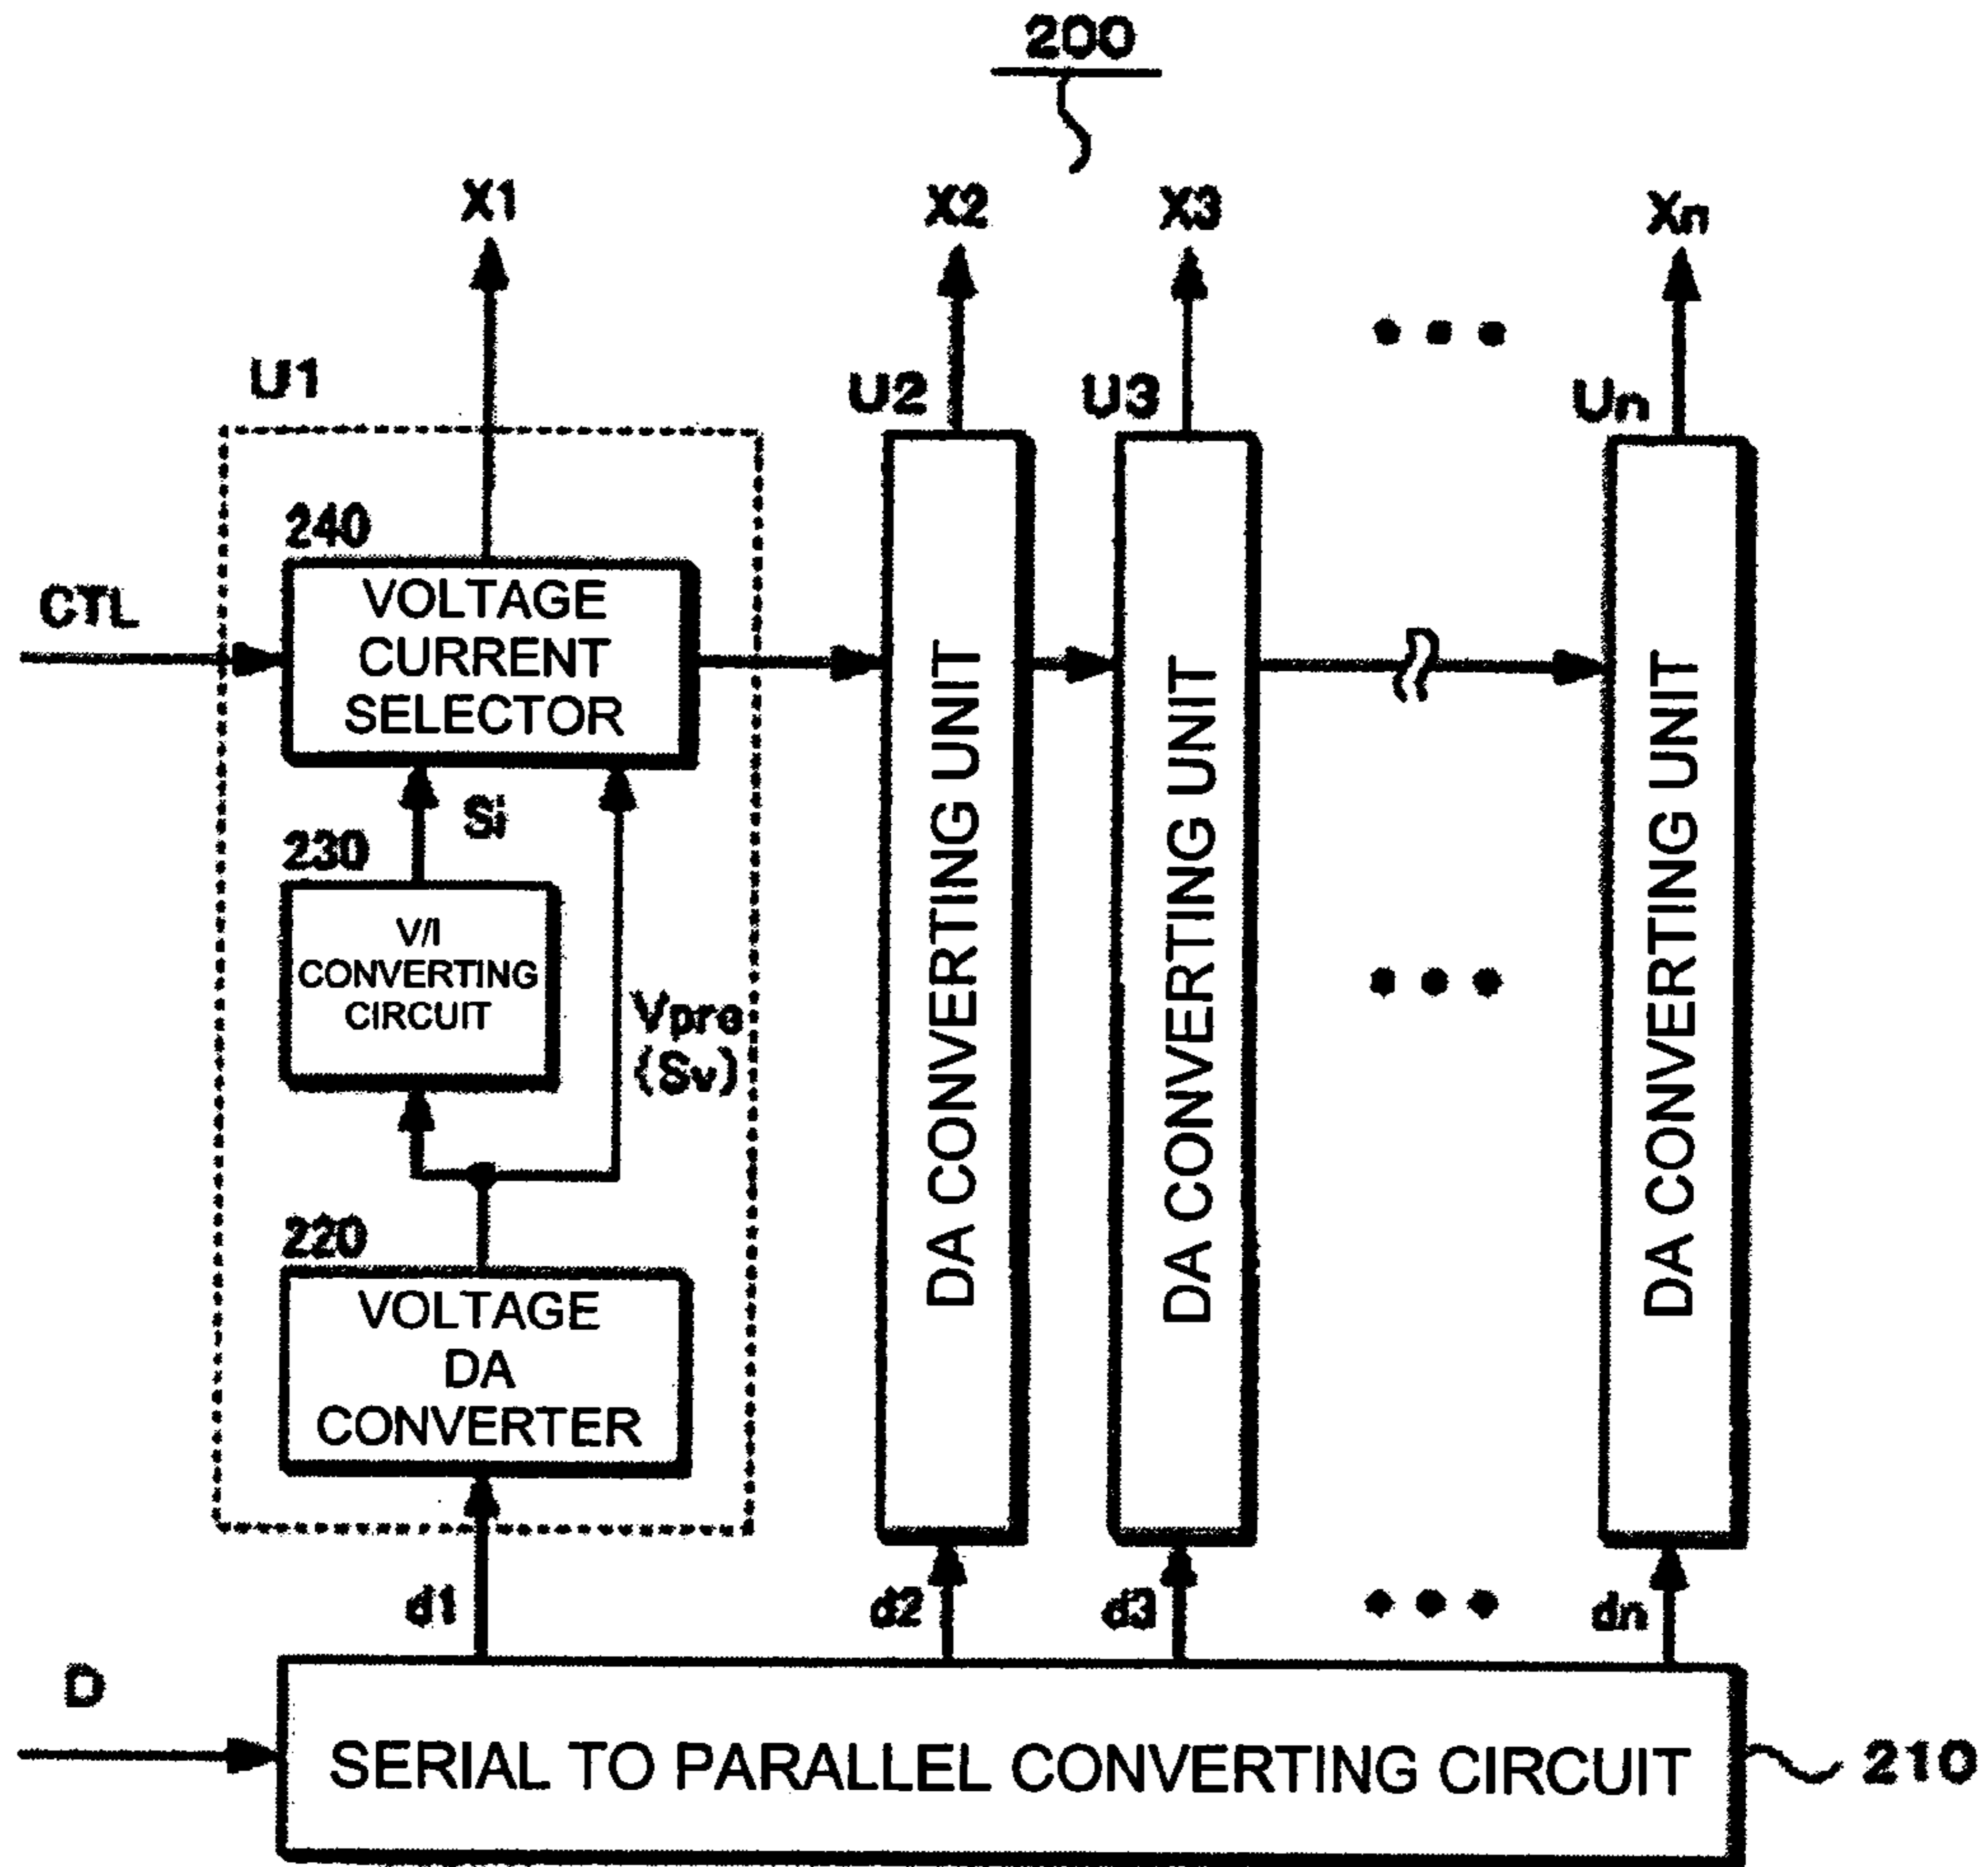 200
X1
X2
X3
Xn
U1
U2
U3
Un
240
CTL
VOLTAGE
CURRENT
SELECTOR
Si
230
V/I
CONVERTING
CIRCUIT
Vpre
(Sv)
220
VOLTAGE
DA
CONVERTER
DA CONVERTING UNIT
DA CONVERTING UNIT
DA CONVERTING UNIT
d1
d2
d3
dn
D
SERIAL TO PARALLEL CONVERTING CIRCUIT
210